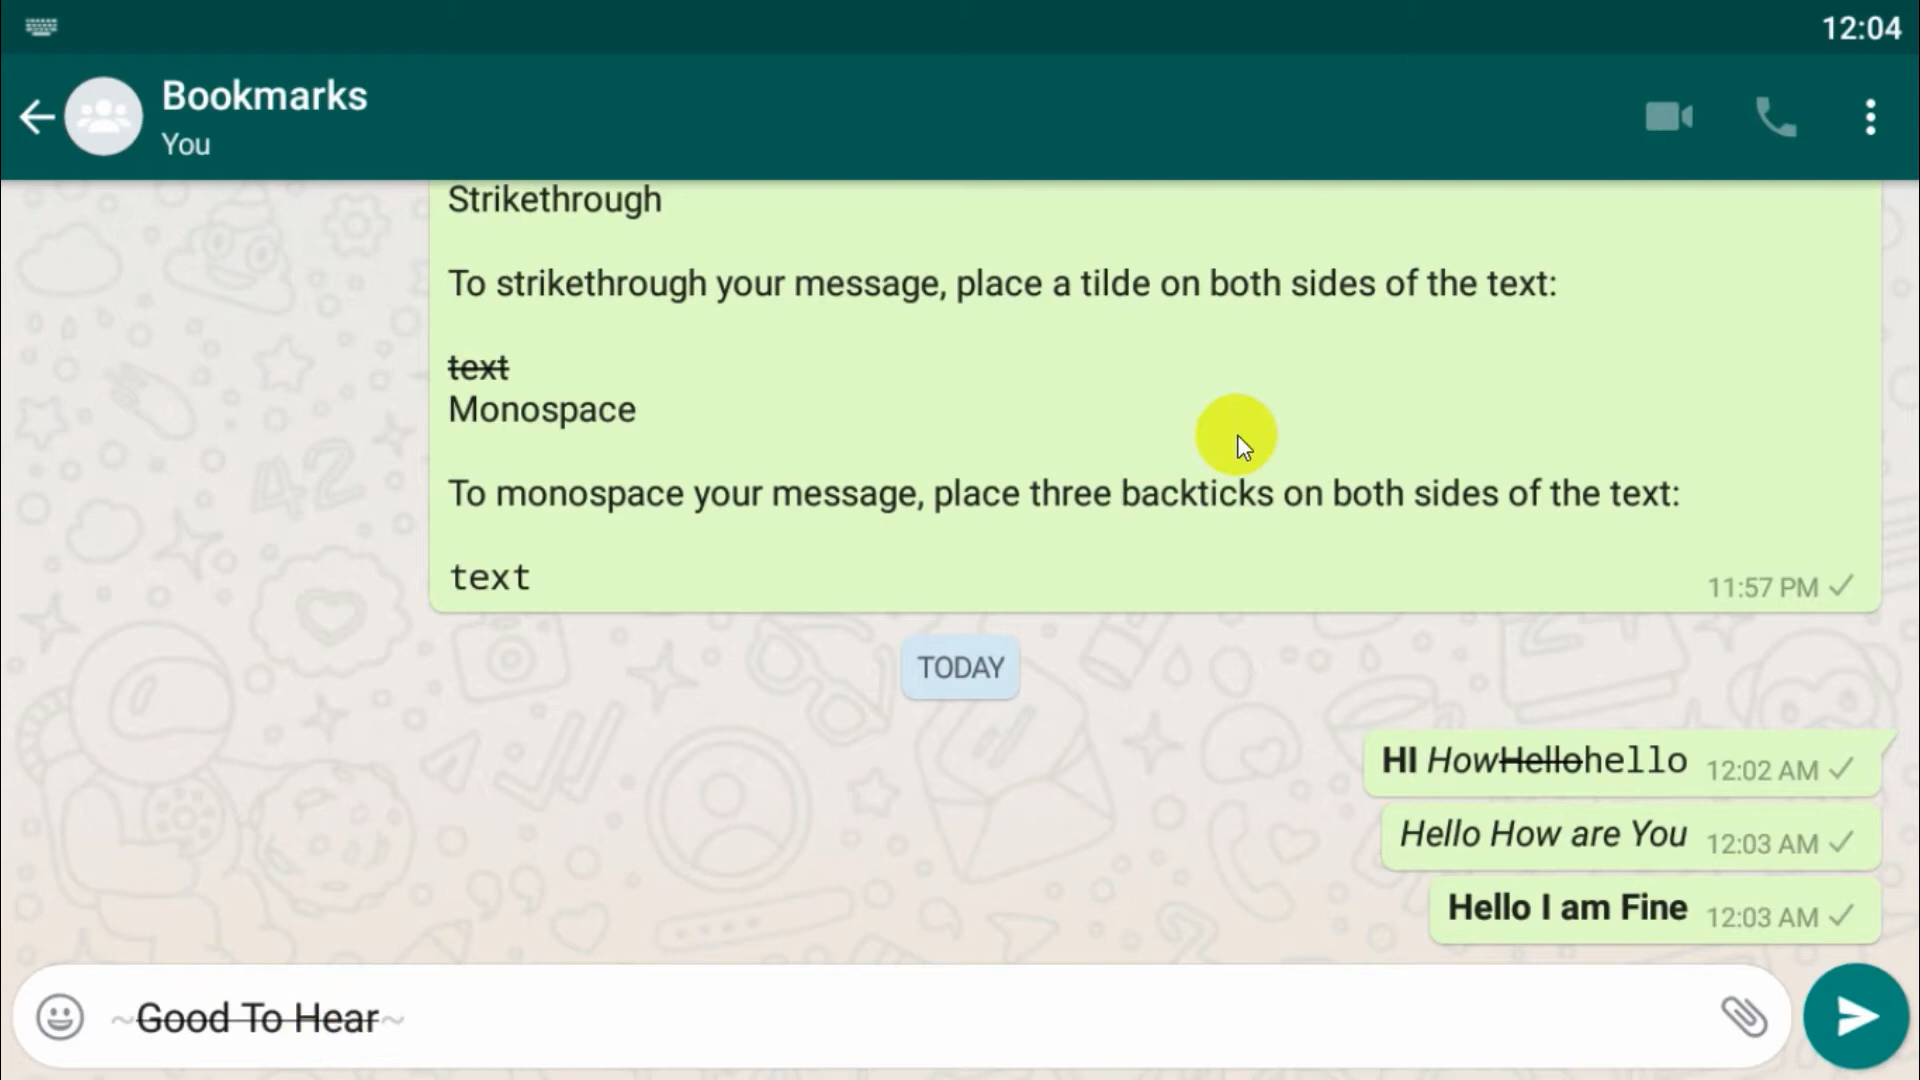 12:04
Bookmarks
You
Strikethrough
To strikethrough your message, place a tilde on both sides of the text:
text
Monospace
To monospace your message, place three backticks on both sides of the text:
text
11:57 PM
TODAY
HI HowHellohello 12:02 AM
Hello How are You 12:03 AM
Hello I am Fine 12:03 AM
~Good To Hear~